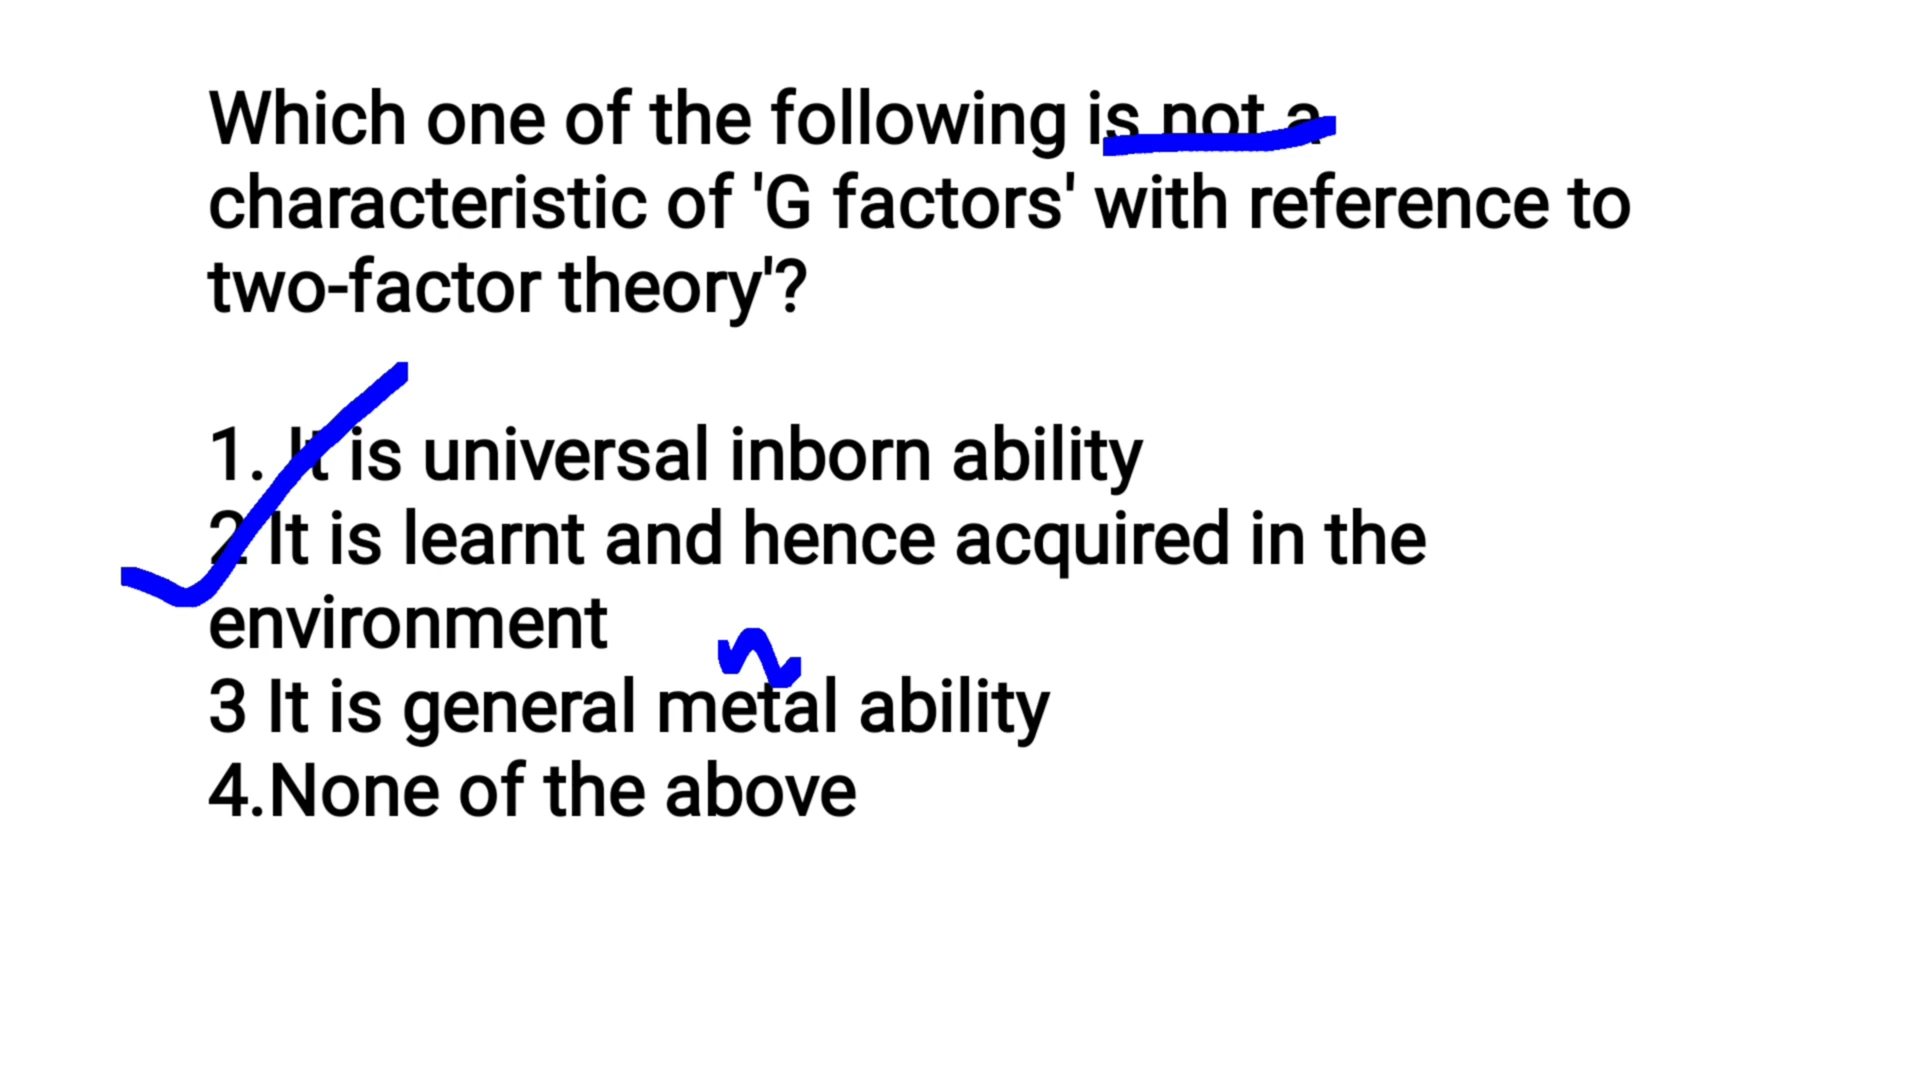 Which one of the following is not a
characteristic of 'G factors' with reference to
two-factor theory'?
1. It is universal inborn ability
2 It is learnt and hence acquired in the
environment
n
3 It is general metal ability
4.None of the above